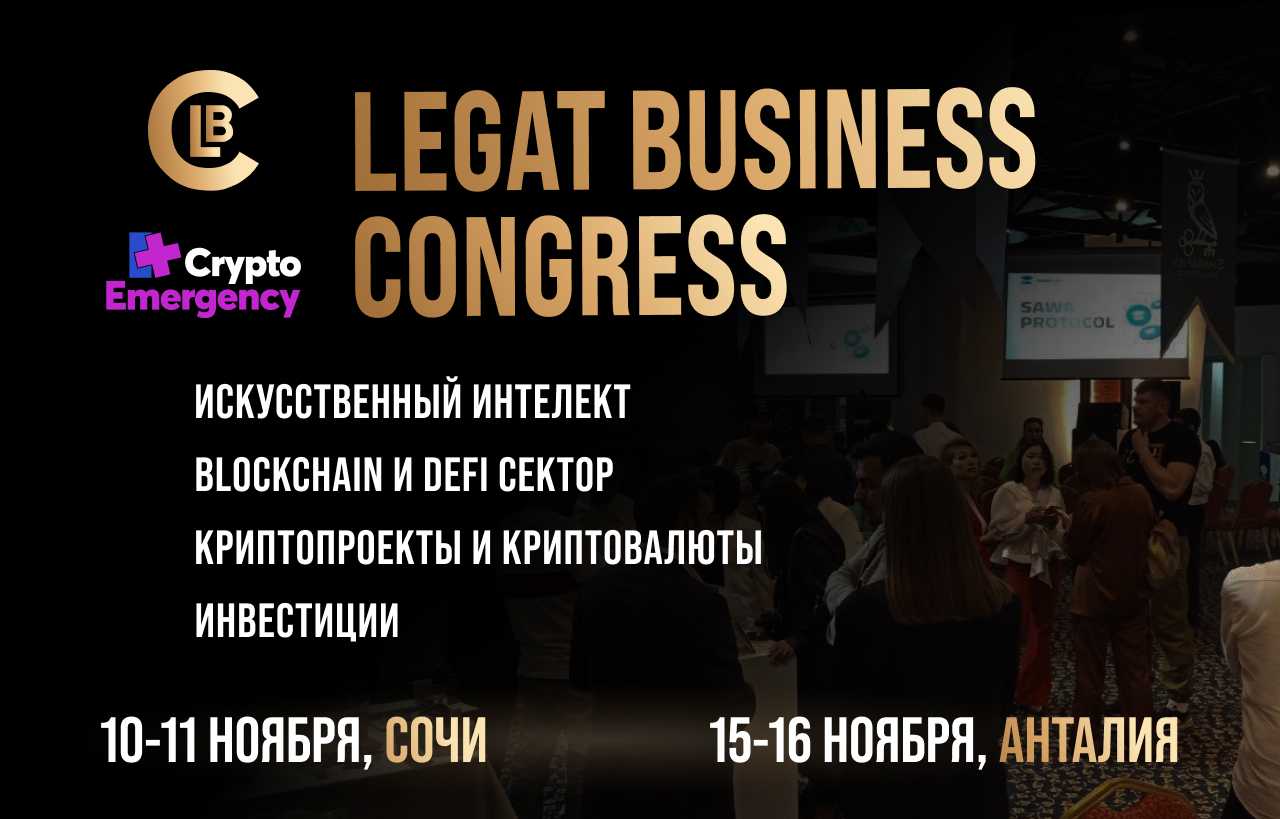 CLB
LEGAT BUSINESS
CONGRESS
Crypto
Emergency
SAWA
PROTOCOL
ИСКУССТВЕННЫЙ ИНТЕЛЕКТ
BLOCKCHAIN И DEFI СЕКТОР
КРИПТОПРОЕКТЫ И КРИПТОВАЛЮТЫ
ИНВЕСТИЦИИ
10-11 НОЯБРЯ, СОЧИ
15-16 НОЯБРЯ, АНТАЛИЯ